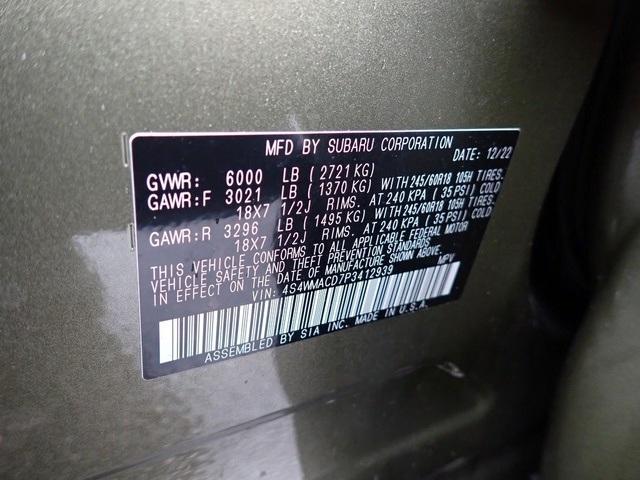 MFD BY SUBARU CORPORATION
DATE: 12/22
GVWR: 6000 LB ( 2721 KG)
GAWR:F 3021 LB ( 1370 KG) WITH 245/60R18 105H TIRES.
18X7 1/2J RIMS. AT 240 KPA ( 35 PSI) COLD
GAWR:R 3296 LB ( 1495 KG) WITH 245/60R18 105H TIRES.
18X7 1/2J RIMS. AT 240 KPA ( 35 PSI) COLD
THIS VEHICLE CONFORMS TO ALL APPLICABLE FEDERAL MOTOR
VEHICLE SAFETY AND THEFT PREVENTION STANDARDS
IN EFFECT ON THE DATE OF MANUFACTURE SHOWN ABOVE.
VIN: 4S4WMACD7P3412939 MPV
ASSEMBLED BY SIA INC. MADE IN U.S.A.